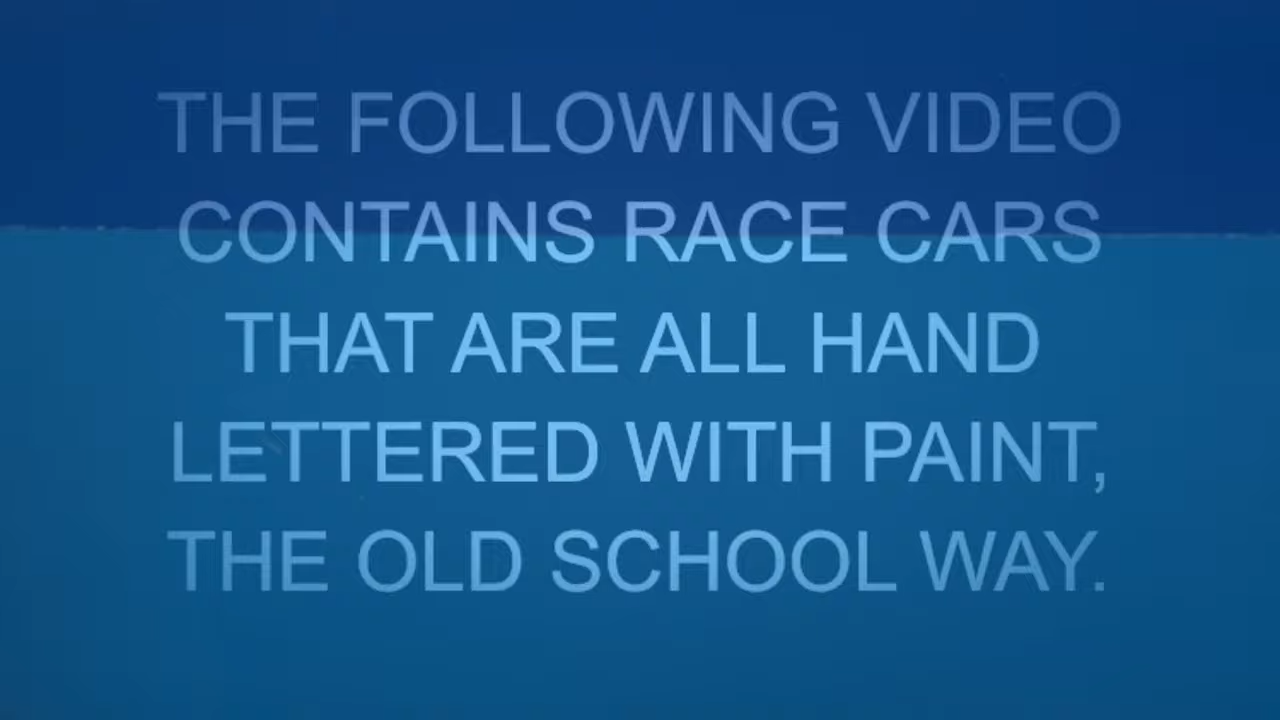 THE FOLLOWING VIDEO
CONTAINS RACE CARS
THAT ARE ALL HAND
LETTERED WITH PAINT,
THE OLD SCHOOL WAY.